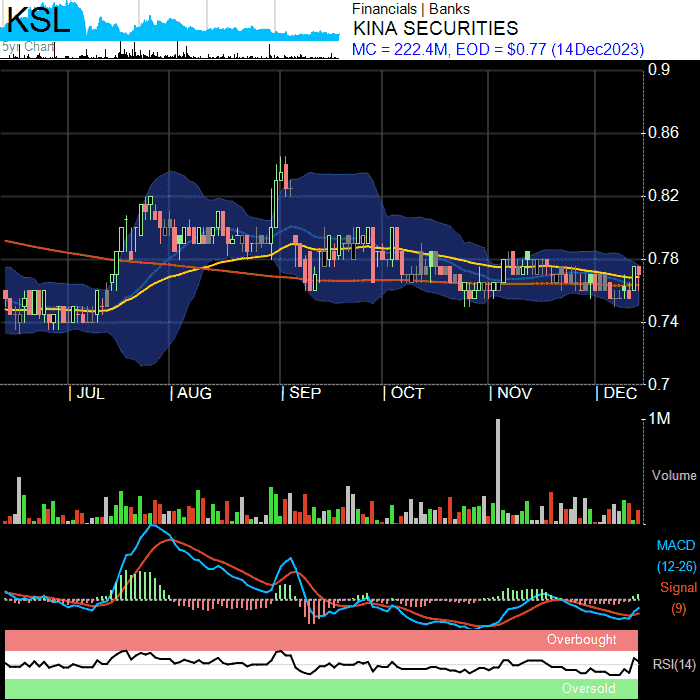 KSL
5yr Chart
Financials | Banks
KINA SECURITIES
MC = 222.4M, EOD = $0.77 (14Dec2023)
0.9
0.86
0.82
0.78
0.74
0.7
JUL AUG SEP OCT NOV DEC
1M
Volume
MACD
(12-26)
Signal
(9)
Overbought
RSI(14)
Oversold